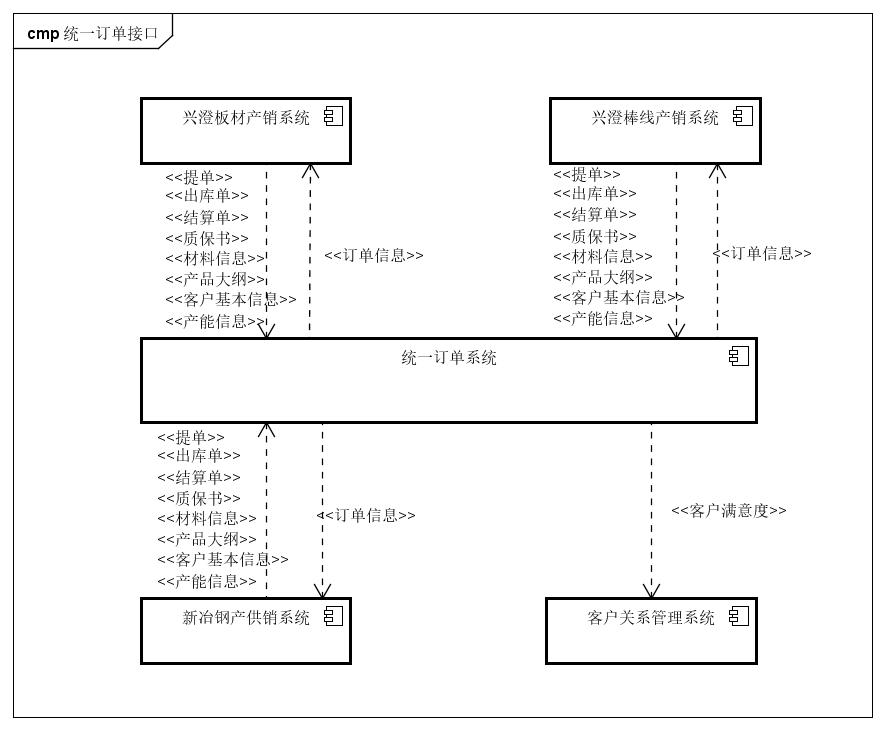 cmp 统一订单接口
兴澄板材产销系统
兴澄棒线产销系统
<<提单>>
<<出库单>>
<<结算单>>
<<质保书>>
<<材料信息>>
<<产品大纲>>
<<客户基本信息>>
<<产能信息>>
<<订单信息>>
<<提单>>
<<出库单>>
<<结算单>>
<<质保书>>
<<材料信息>>
<<产品大纲>>
<<客户基本信息>>
<<产能信息>>
<<订单信息>>
统一订单系统
<<提单>>
<<出库单>>
<<结算单>>
<<质保书>>
<<材料信息>>
<<产品大纲>>
<<客户基本信息>>
<<产能信息>>
<<订单信息>>
<<客户满意度>>
新冶钢产供销系统
客户关系管理系统